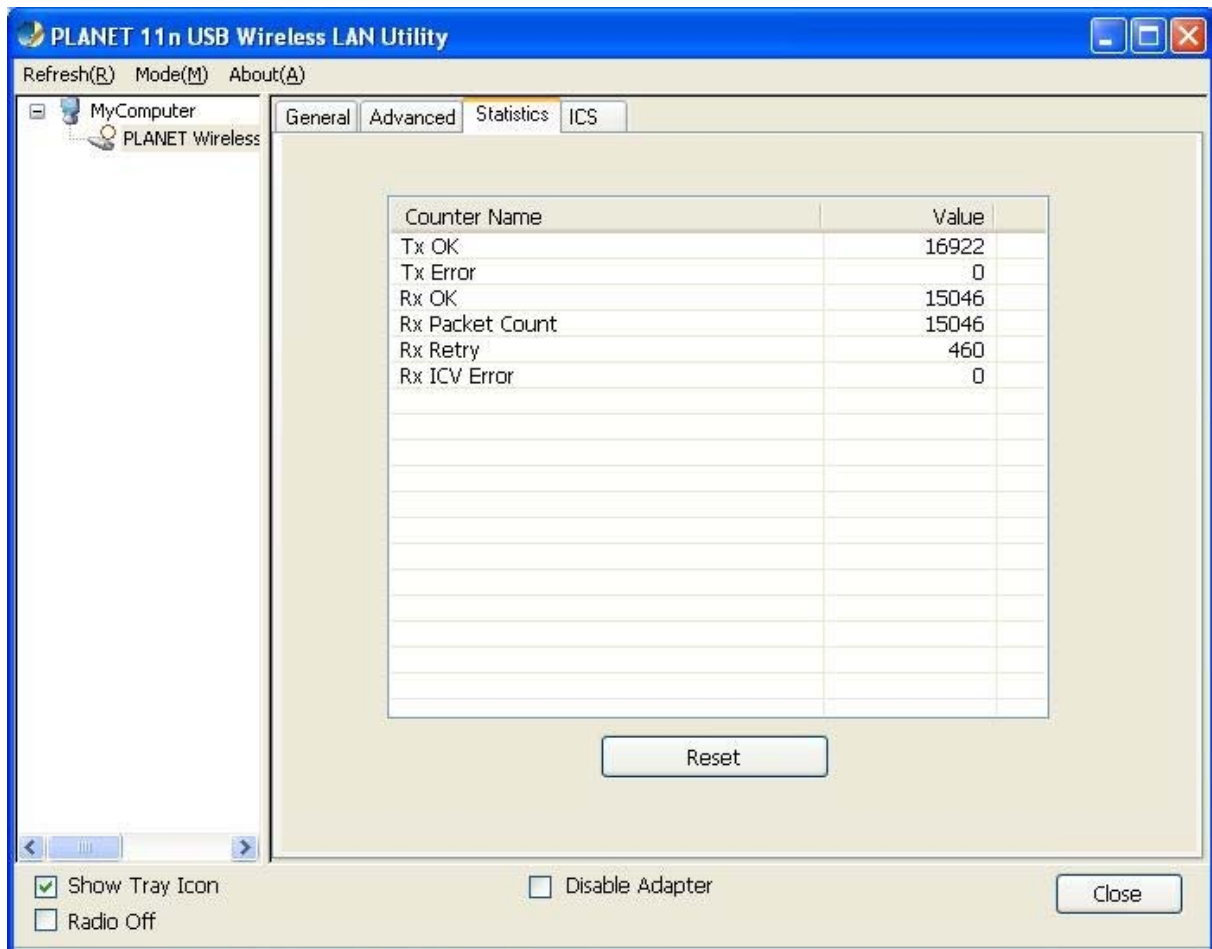 PLANET 11n USB Wireless LAN Utility
Refresh(R) Mode(M) About(A)
MyComputer
PLANET Wireless
General Advanced Statistics ICS
Counter Name Value
Tx OK 16922
Tx Error 0
Rx OK 15046
Rx Packet Count 15046
Rx Retry 460
Rx ICV Error 0
Reset
Show Tray Icon Disable Adapter Close
Radio Off